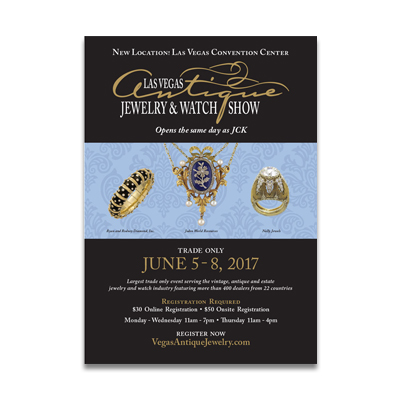 New Location! Las Vegas Convention Center
LAS VEGAS
Antique
JEWELRY & WATCH SHOW
Opens the same day as JCK
TRADE ONLY
JUNE 5-8, 2017
Largest trade only event serving the vintage, antique and estate
jewelry and watch industry featuring more than 400 dealers from 22 countries
Registration Required
$30 Online Registration • $50 Onsite Registration
Monday - Wednesday 11am - 7pm • Thursday 11am - 4pm
REGISTER NOW
VegasAntiqueJewelry.com